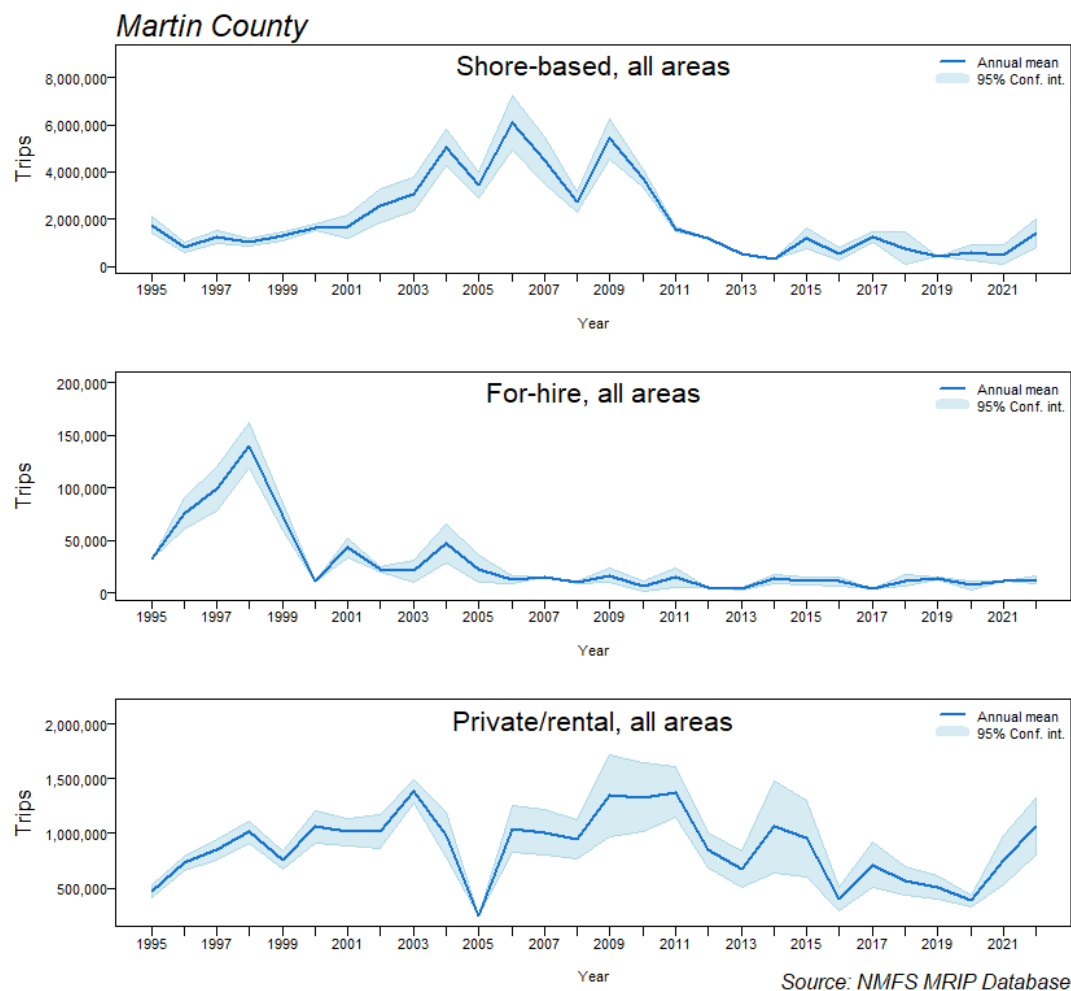 Martin County
Shore-based, all areas
Annual mean
95% Conf. int.
8,000,000
6,000,000
4,000,000
2,000,000
0
Trips
1995 1997 1999 2001 2003 2005 2007 2009 2011 2013 2015 2017 2019 2021
Year
For-hire, all areas
Annual mean
95% Conf. int.
200,000
150,000
100,000
50,000
0
Trips
1995 1997 1999 2001 2003 2005 2007 2009 2011 2013 2015 2017 2019 2021
Year
Private/rental, all areas
Annual mean
95% Conf. int.
2,000,000
1,500,000
1,000,000
500,000
Trips
1995 1997 1999 2001 2003 2005 2007 2009 2011 2013 2015 2017 2019 2021
Year
Source: NMFS MRIP Database